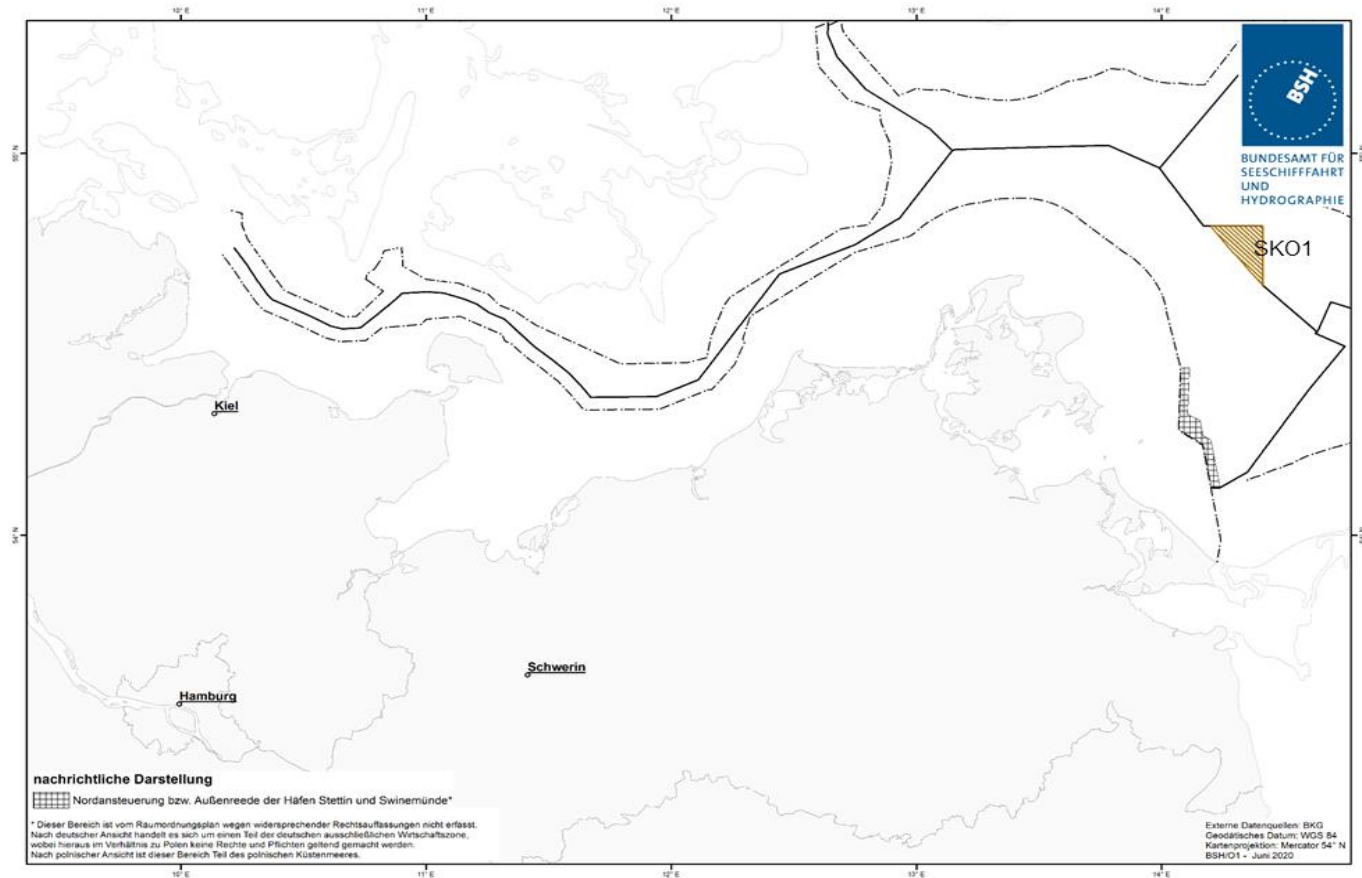 10° E
11° E
12° E
13° E
14° E
BSH
BUNDESAMT FÜR
SEESCHIFFFAHRT
UND
HYDROGRAPHIE
55° N
SKO1
Kiel
54° N
Schwerin
Hamburg
nachrichtliche Darstellung
Nordansteuerung bzw. Außenreede der Häfen Stettin und Swinemünde*
* Dieser Bereich ist vom Raumordnungsplan wegen widersprechender Rechtsauffassungen nicht erfasst.
Nach deutscher Ansicht handelt es sich um einen Teil der deutschen ausschließlichen Wirtschaftszone,
wobei hieraus im Verhältnis zu Polen keine Rechte und Pflichten geltend gemacht werden.
Nach polnischer Ansicht ist dieser Bereich Teil des polnischen Küstenmeeres.
Externe Datenquellen: BKG
Geodätisches Datum: WGS 84
Kartenprojektion: Mercator 54° N
BSH/O1 - Juni 2020
10° E
11° E
12° E
13° E
14° E